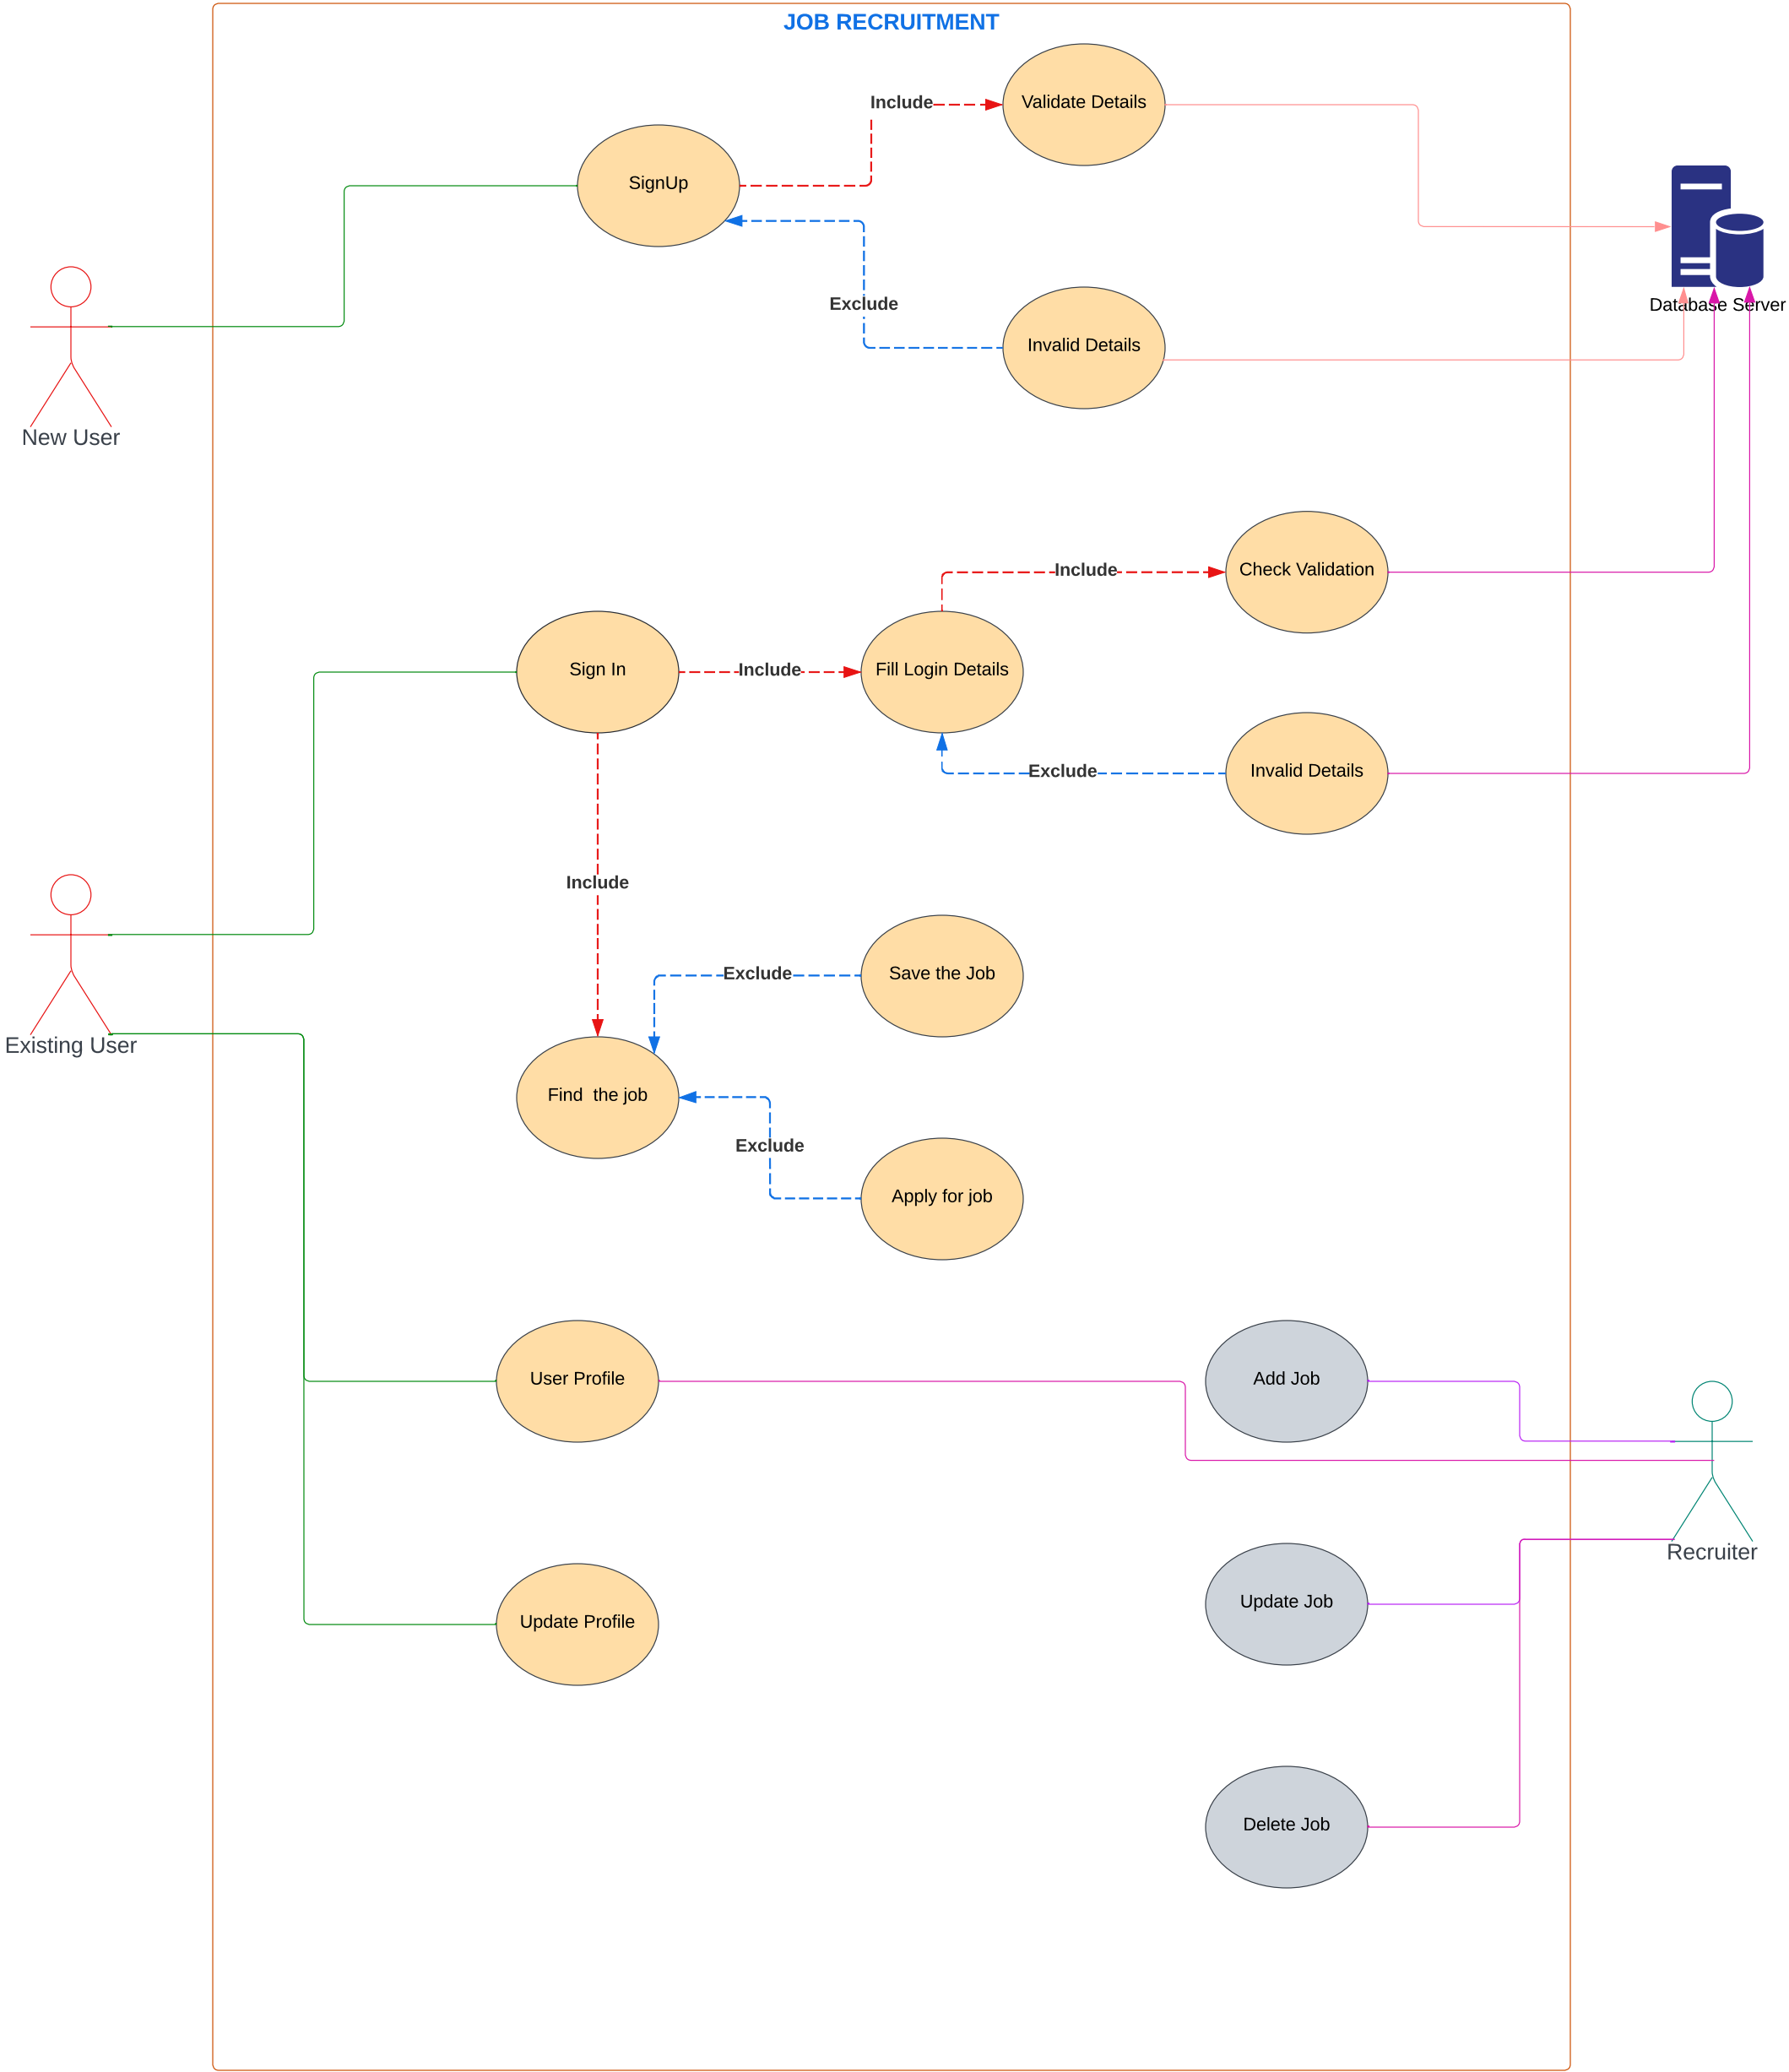 JOB RECRUITMENT
Include
Validate Details
SignUp
Exclude
Invalid Details
Database Server
New User
Include
Check Validation
Sign In
Include
Fill Login Details
Exclude
Invalid Details
Include
Save the Job
Exclude
Existing User
Find  the job
Exclude
Apply for job
User Profile
Add Job
Recruiter
Update Profile
Update Job
Delete Job